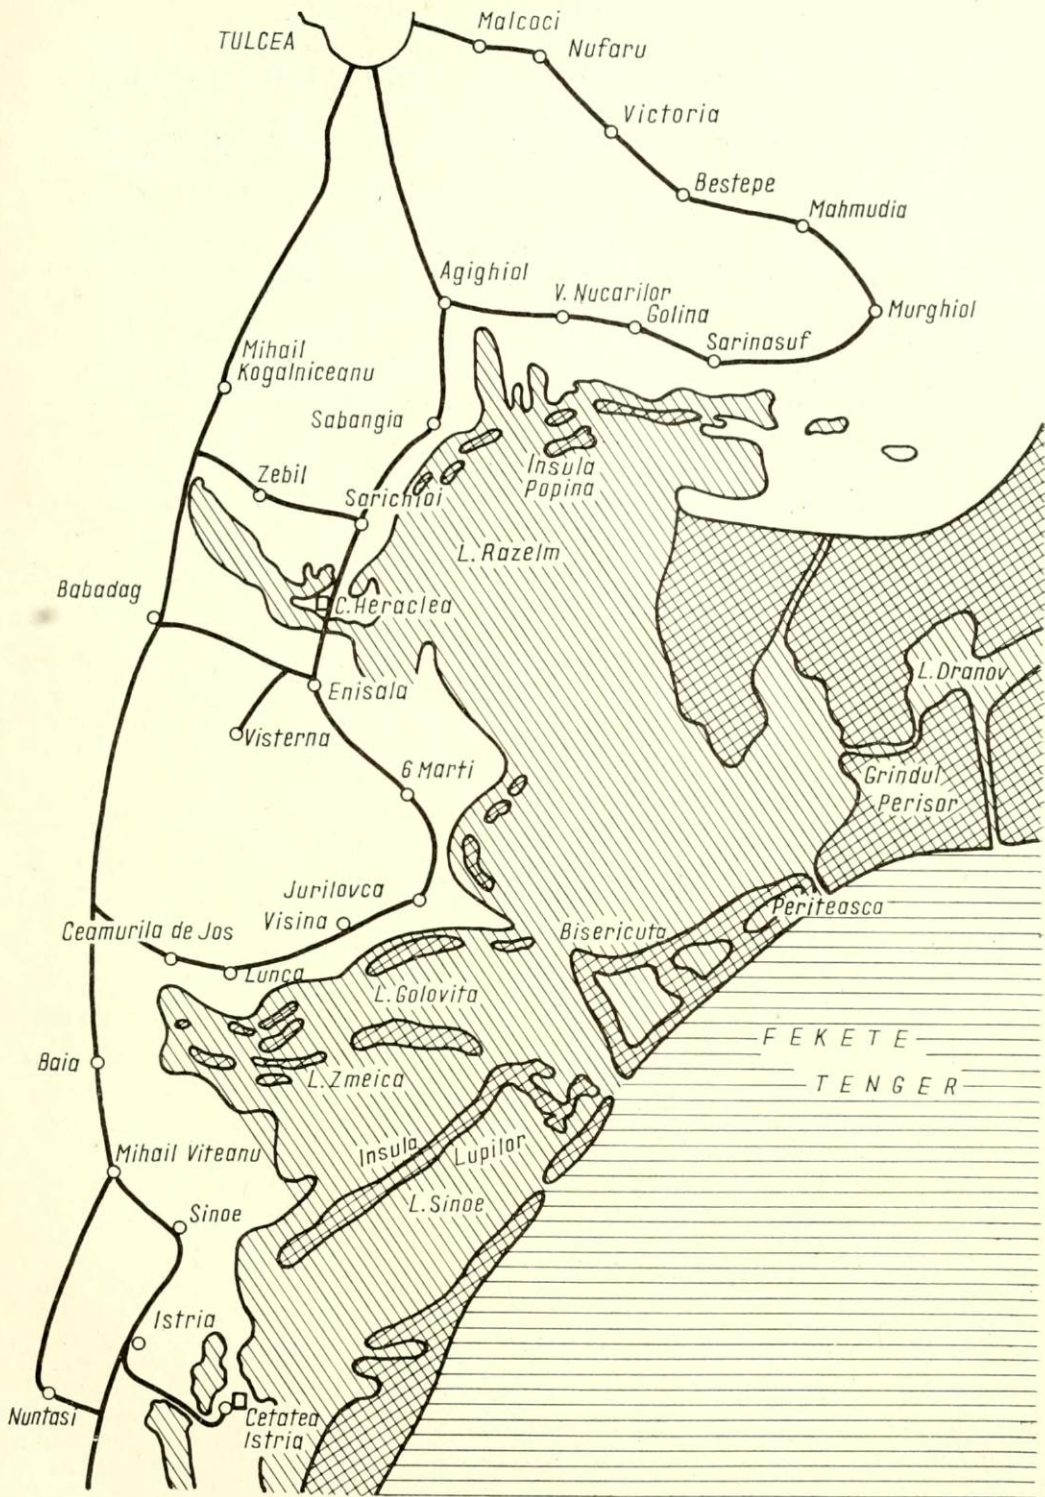 Malcoci
TULCEA
Nufaru
Victoria
Bestepe
Mahmudia
Agighiol
V. Nucarilor
Golina
Murghiol
Sarinasuf
Mihail
Kogalniceanu
Sabangia
Insula
Popina
Zebil
Sarichioi
L. Razelm
Babadag
C. Heraclea
L. Dranov
Enisala
Visterna
6 Marti
Grindul
Perisor
Jurilovca
Visina
Periteasca
Ceamurila de Jos
Bisericuta
Lunca
L. Golovita
FEKETE
TENGER
Baia
L. Zmeica
Mihail Viteanu
Insula
Lupilor
L. Sinoe
Sinoe
Istria
Nuntasi
Cetatea
Istria